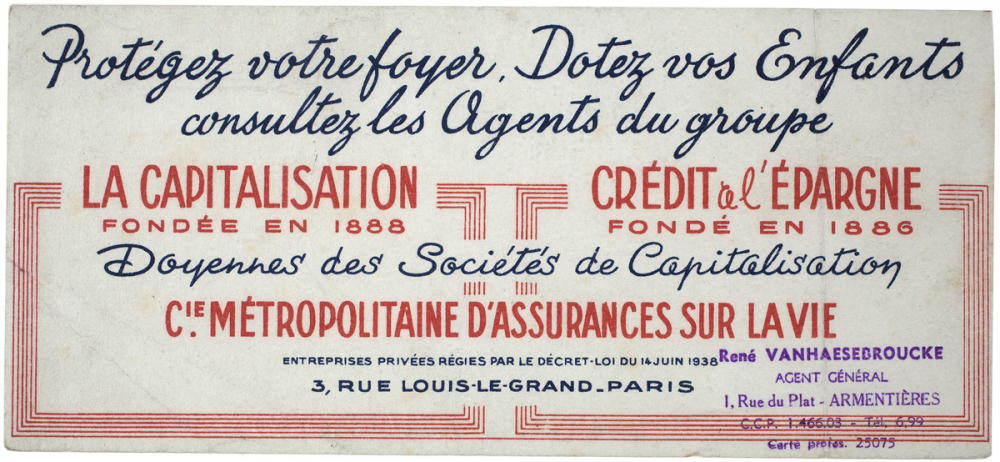 Protégez votre foyer, Dotez vos Enfants
consultez les Agents du groupe
LA CAPITALISATION
FONDÉE EN 1888
CRÉDIT à l'ÉPARGNE
FONDÉ EN 1886
Doyennes des Sociétés de Capitalisation
CIE MÉTROPOLITAINE D'ASSURANCES SUR LA VIE
ENTREPRISES PRIVÉES RÉGIES PAR LE DÉCRET-LOI DU 14 JUIN 1938
3, RUE LOUIS-LE-GRAND_PARIS
René VANHAESEBROUCKE
AGENT GÉNÉRAL
1, Rue du Plat - ARMENTIÈRES
C.C.P. 1.466.03 - Tél. 6,99
Carte profes. 25075